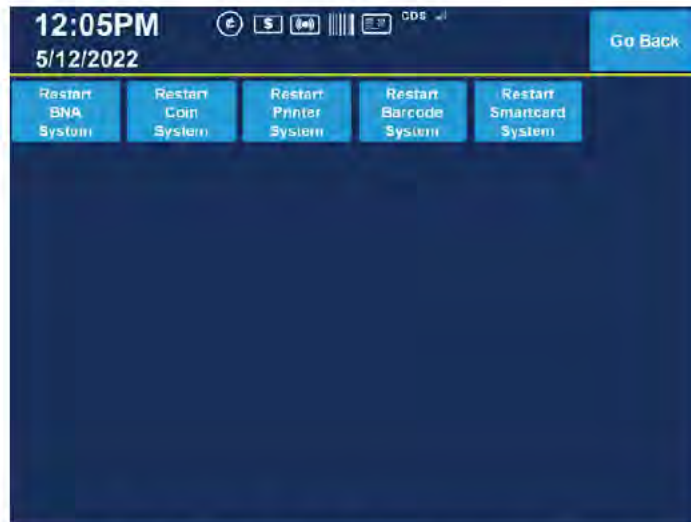 12:05PM
¢ $ CDS
5/12/2022
Go Back
Restart
BNA
System
Restart
Coin
System
Restart
Printer
System
Restart
Barcode
System
Restart
Smartcard
System